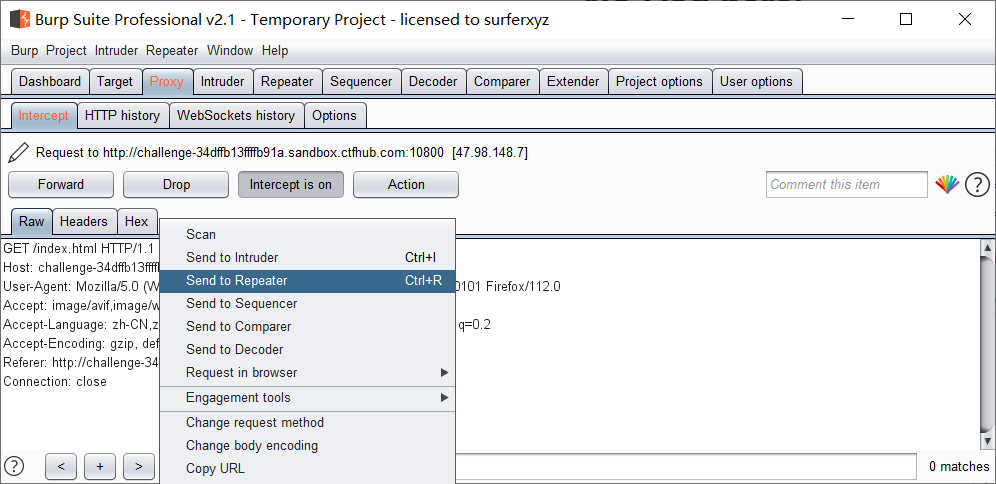 Burp Suite Professional v2.1 - Temporary Project - licensed to surferxyz
Burp Project Intruder Repeater Window Help
Dashboard Target Proxy Intruder Repeater Sequencer Decoder Comparer Extender Project options User options
Intercept HTTP history WebSockets history Options
Request to http://challenge-34dffb13ffffb91a.sandbox.ctfhub.com:10800 [47.98.148.7]
Forward Drop Intercept is on Action Comment this item ?
Raw Headers Hex
GET /index.html HTTP/1.1
Host: challenge-34dffb13ffff
User-Agent: Mozilla/5.0 (W 0101 Firefox/112.0
Accept: image/avif,image/w
Accept-Language: zh-CN,z q=0.2
Accept-Encoding: gzip, def
Referer: http://challenge-34
Connection: close
Scan
Send to Intruder Ctrl+I
Send to Repeater Ctrl+R
Send to Sequencer
Send to Comparer
Send to Decoder
Request in browser
Engagement tools
Change request method
Change body encoding
Copy URL
? < + > 0 matches